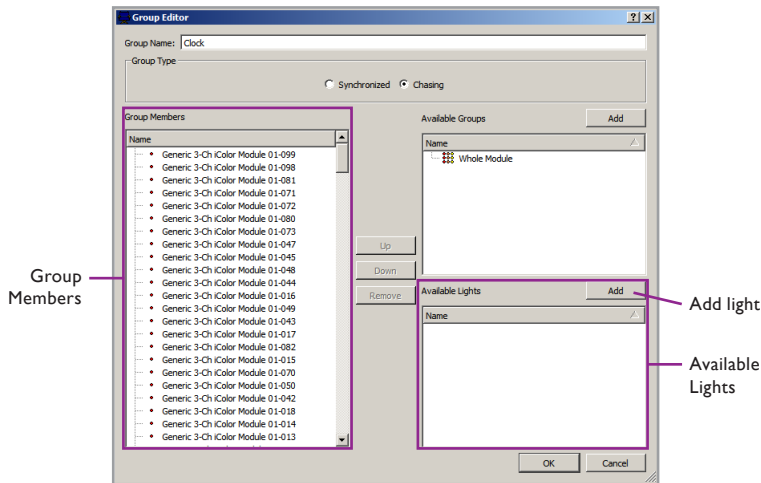 Group Editor
Group Name: Clock
Group Type
Synchronized Chasing
Group Members
Name
Generic 3-Ch iColor Module 01-099
Generic 3-Ch iColor Module 01-098
Generic 3-Ch iColor Module 01-081
Generic 3-Ch iColor Module 01-071
Generic 3-Ch iColor Module 01-072
Generic 3-Ch iColor Module 01-080
Generic 3-Ch iColor Module 01-073
Generic 3-Ch iColor Module 01-047
Generic 3-Ch iColor Module 01-045
Generic 3-Ch iColor Module 01-048
Generic 3-Ch iColor Module 01-044
Generic 3-Ch iColor Module 01-016
Generic 3-Ch iColor Module 01-049
Generic 3-Ch iColor Module 01-043
Generic 3-Ch iColor Module 01-017
Generic 3-Ch iColor Module 01-082
Generic 3-Ch iColor Module 01-015
Generic 3-Ch iColor Module 01-070
Generic 3-Ch iColor Module 01-050
Generic 3-Ch iColor Module 01-042
Generic 3-Ch iColor Module 01-018
Generic 3-Ch iColor Module 01-014
Generic 3-Ch iColor Module 01-013
Up
Down
Remove
Available Groups Add
Name
Whole Module
Available Lights Add
Name
OK Cancel
Group
Members
Add light
Available
Lights